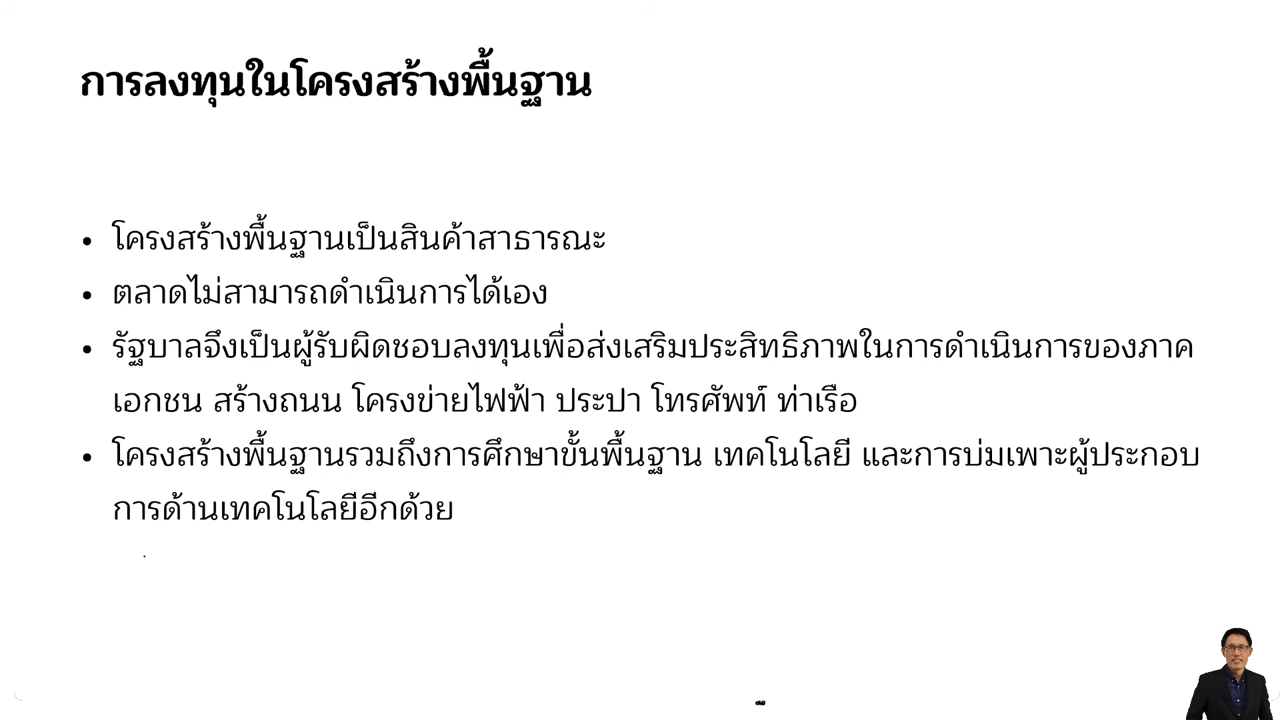 การลงทุนในโครงสร้างพื้นฐาน
• โครงสร้างพื้นฐานเป็นสินค้าสาธารณะ
• ตลาดไม่สามารถดำเนินการได้เอง
• รัฐบาลจึงเป็นผู้รับผิดชอบลงทุนเพื่อส่งเสริมประสิทธิภาพในการดำเนินการของภาค
เอกชน สร้างถนน โครงข่ายไฟฟ้า ประปา โทรศัพท์ ท่าเรือ
• โครงสร้างพื้นฐานรวมถึงการศึกษาขั้นพื้นฐาน เทคโนโลยี และการบ่มเพาะผู้ประกอบ
การด้านเทคโนโลยีอีกด้วย